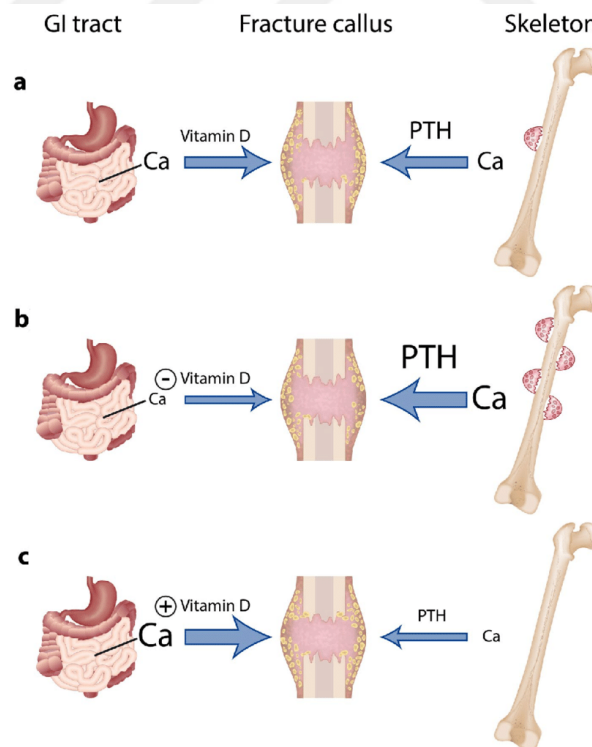 GI tract Fracture callus Skeleton
a
Vitamin D PTH
Ca Ca
b
PTH
− Vitamin D
Ca Ca
c
+ Vitamin D PTH
Ca Ca